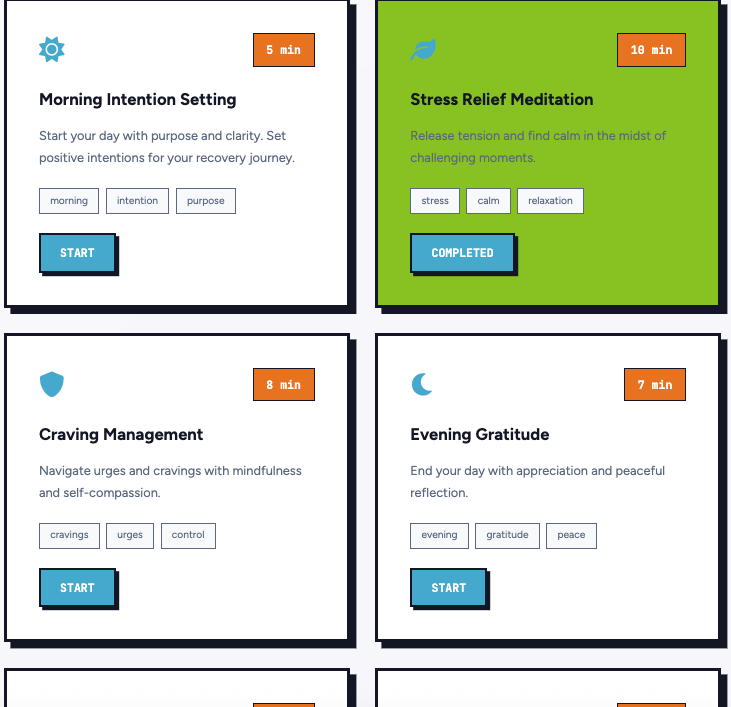 5 min
Morning Intention Setting
Start your day with purpose and clarity. Set
positive intentions for your recovery journey.
morning intention purpose
START
10 min
Stress Relief Meditation
Release tension and find calm in the midst of
challenging moments.
stress calm relaxation
COMPLETED
8 min
Craving Management
Navigate urges and cravings with mindfulness
and self-compassion.
cravings urges control
START
7 min
Evening Gratitude
End your day with appreciation and peaceful
reflection.
evening gratitude peace
START